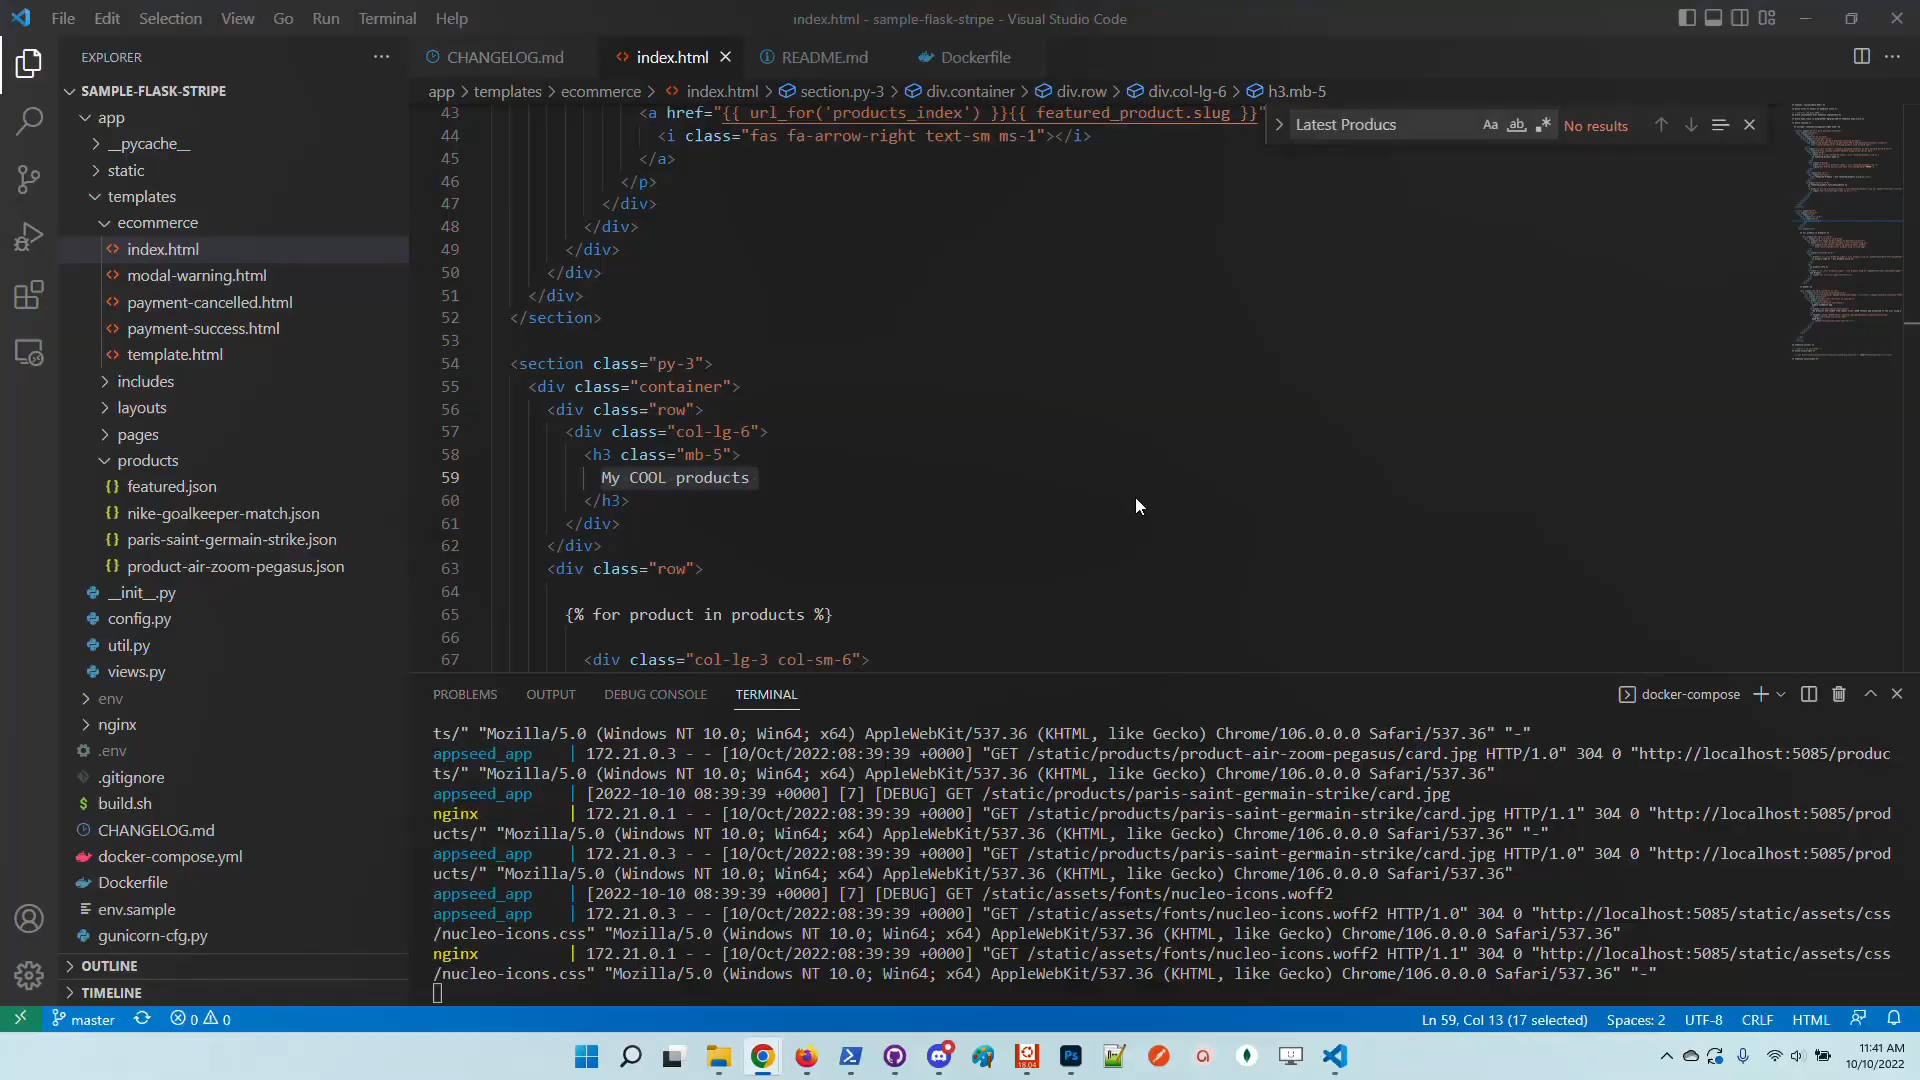 File Edit Selection View Go Run Terminal Help
index.html - sample-flask-stripe - Visual Studio Code
EXPLORER
SAMPLE-FLASK-STRIPE
app
__pycache__
static
templates
ecommerce
index.html
modal-warning.html
payment-cancelled.html
payment-success.html
template.html
includes
layouts
pages
products
featured.json
nike-goalkeeper-match.json
paris-saint-germain-strike.json
product-air-zoom-pegasus.json
__init__.py
config.py
util.py
views.py
env
nginx
.env
.gitignore
build.sh
CHANGELOG.md
docker-compose.yml
Dockerfile
env.sample
gunicorn-cfg.py
OUTLINE
TIMELINE
CHANGELOG.md index.html README.md Dockerfile
app > templates > ecommerce > index.html > section.py-3 > div.container > div.row > div.col-lg-6 > h3.mb-5
Latest Producs Aa ab No results
43 <a href="{{ url_for('products_index') }}{{ featured_product.slug }}"
44 <i class="fas fa-arrow-right text-sm ms-1"></i>
45 </a>
46 </p>
47 </div>
48 </div>
49 </div>
50 </div>
51 </div>
52 </section>
53
54 <section class="py-3">
55 <div class="container">
56 <div class="row">
57 <div class="col-lg-6">
58 <h3 class="mb-5">
59 My COOL products
60 </h3>
61 </div>
62 </div>
63 <div class="row">
64
65 {% for product in products %}
66
67 <div class="col-lg-3 col-sm-6">
PROBLEMS OUTPUT DEBUG CONSOLE TERMINAL
docker-compose
ts/" "Mozilla/5.0 (Windows NT 10.0; Win64; x64) AppleWebKit/537.36 (KHTML, like Gecko) Chrome/106.0.0.0 Safari/537.36" "-"
appseed_app | 172.21.0.3 - - [10/Oct/2022:08:39:39 +0000] "GET /static/products/product-air-zoom-pegasus/card.jpg HTTP/1.0" 304 0 "http://localhost:5085/produc
ts/" "Mozilla/5.0 (Windows NT 10.0; Win64; x64) AppleWebKit/537.36 (KHTML, like Gecko) Chrome/106.0.0.0 Safari/537.36"
appseed_app | [2022-10-10 08:39:39 +0000] [7] [DEBUG] GET /static/products/paris-saint-germain-strike/card.jpg
nginx | 172.21.0.1 - - [10/Oct/2022:08:39:39 +0000] "GET /static/products/paris-saint-germain-strike/card.jpg HTTP/1.1" 304 0 "http://localhost:5085/prod
ucts/" "Mozilla/5.0 (Windows NT 10.0; Win64; x64) AppleWebKit/537.36 (KHTML, like Gecko) Chrome/106.0.0.0 Safari/537.36" "-"
appseed_app | 172.21.0.3 - - [10/Oct/2022:08:39:39 +0000] "GET /static/products/paris-saint-germain-strike/card.jpg HTTP/1.0" 304 0 "http://localhost:5085/prod
ucts/" "Mozilla/5.0 (Windows NT 10.0; Win64; x64) AppleWebKit/537.36 (KHTML, like Gecko) Chrome/106.0.0.0 Safari/537.36"
appseed_app | [2022-10-10 08:39:39 +0000] [7] [DEBUG] GET /static/assets/fonts/nucleo-icons.woff2
appseed_app | 172.21.0.3 - - [10/Oct/2022:08:39:39 +0000] "GET /static/assets/fonts/nucleo-icons.woff2 HTTP/1.0" 304 0 "http://localhost:5085/static/assets/css
/nucleo-icons.css" "Mozilla/5.0 (Windows NT 10.0; Win64; x64) AppleWebKit/537.36 (KHTML, like Gecko) Chrome/106.0.0.0 Safari/537.36"
nginx | 172.21.0.1 - - [10/Oct/2022:08:39:39 +0000] "GET /static/assets/fonts/nucleo-icons.woff2 HTTP/1.1" 304 0 "http://localhost:5085/static/assets/css
/nucleo-icons.css" "Mozilla/5.0 (Windows NT 10.0; Win64; x64) AppleWebKit/537.36 (KHTML, like Gecko) Chrome/106.0.0.0 Safari/537.36" "-"
master 0 0 Ln 59, Col 13 (17 selected) Spaces: 2 UTF-8 CRLF HTML
Ps 18.04
11:41 AM
10/10/2022